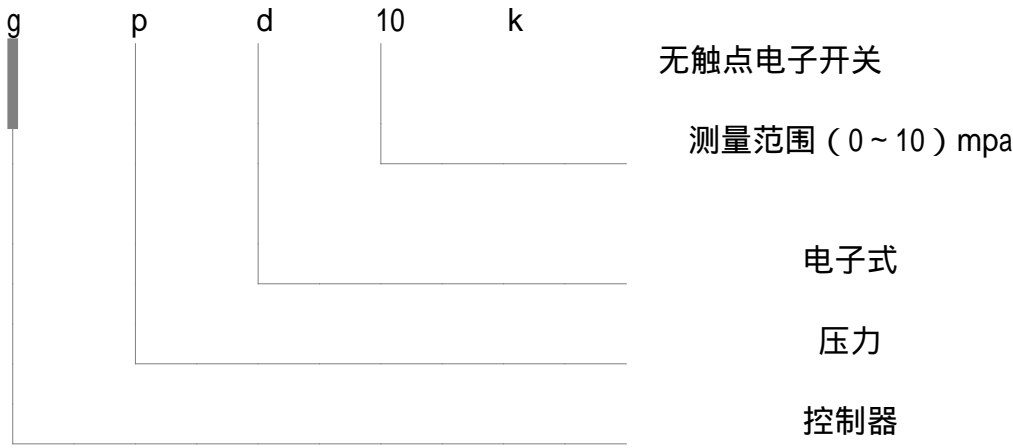 g p d 10 k
无触点电子开关
测量范围（0~10）mpa
电子式
压力
控制器